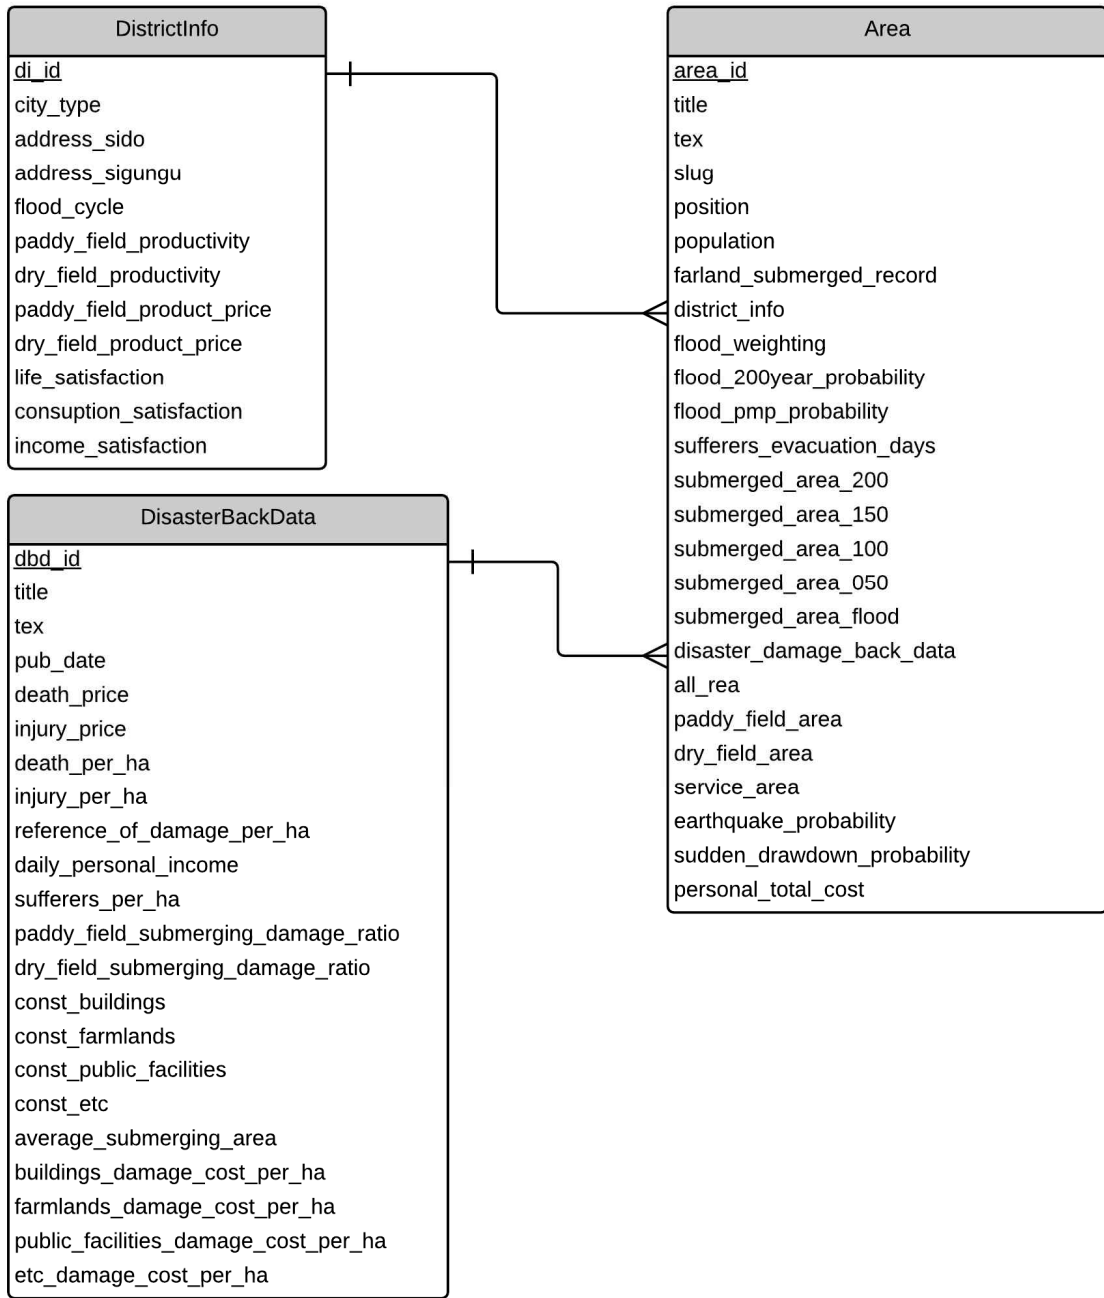 DistrictInfo
di_id
city_type
address_sido
address_sigungu
flood_cycle
paddy_field_productivity
dry_field_productivity
paddy_field_product_price
dry_field_product_price
life_satisfaction
consuption_satisfaction
income_satisfaction
DisasterBackData
dbd_id
title
tex
pub_date
death_price
injury_price
death_per_ha
injury_per_ha
reference_of_damage_per_ha
daily_personal_income
sufferers_per_ha
paddy_field_submerging_damage_ratio
dry_field_submerging_damage_ratio
const_buildings
const_farmlands
const_public_facilities
const_etc
average_submerging_area
buildings_damage_cost_per_ha
farmlands_damage_cost_per_ha
public_facilities_damage_cost_per_ha
etc_damage_cost_per_ha
Area
area_id
title
tex
slug
position
population
farland_submerged_record
district_info
flood_weighting
flood_200year_probability
flood_pmp_probability
sufferers_evacuation_days
submerged_area_200
submerged_area_150
submerged_area_100
submerged_area_050
submerged_area_flood
disaster_damage_back_data
all_rea
paddy_field_area
dry_field_area
service_area
earthquake_probability
sudden_drawdown_probability
personal_total_cost